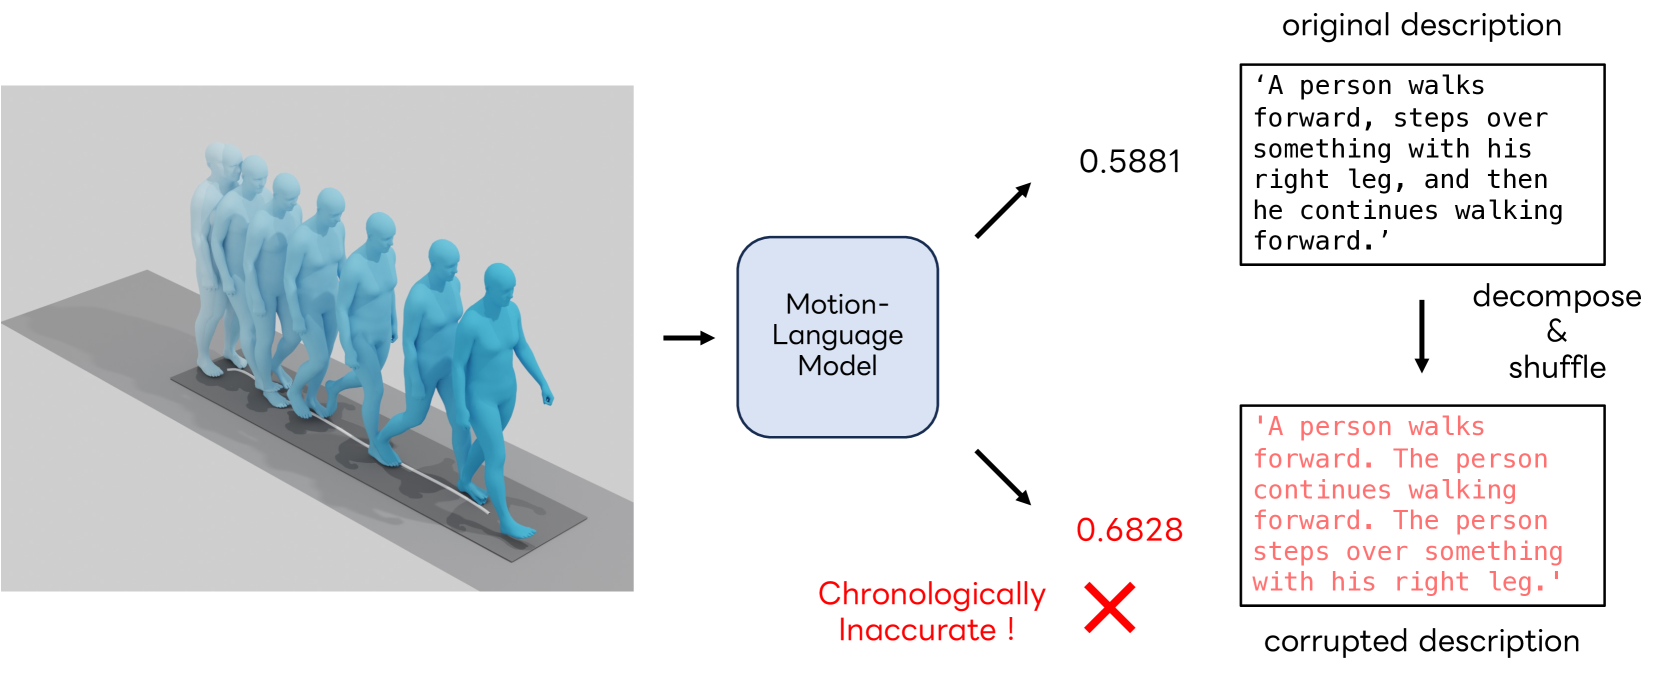 original description
‘A person walks
forward, steps over
something with his
right leg, and then
he continues walking
forward.’
0.5881
Motion-
Language
Model
decompose
&
shuffle
0.6828
Chronologically
Inaccurate !
'A person walks
forward. The person
continues walking
forward. The person
steps over something
with his right leg.'
corrupted description